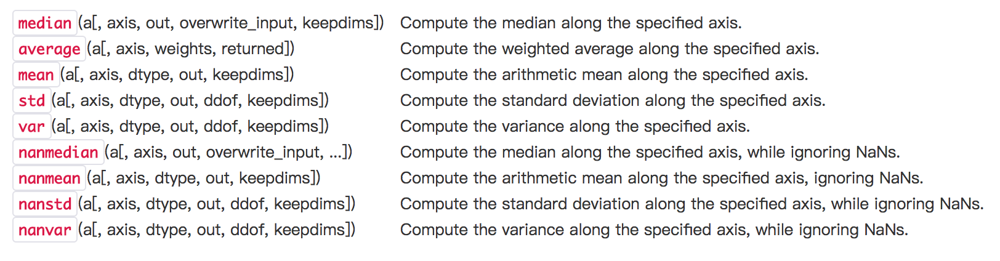 median (a[, axis, out, overwrite_input, keepdims]) Compute the median along the specified axis.
average (a[, axis, weights, returned]) Compute the weighted average along the specified axis.
mean (a[, axis, dtype, out, keepdims]) Compute the arithmetic mean along the specified axis.
std (a[, axis, dtype, out, ddof, keepdims]) Compute the standard deviation along the specified axis.
var (a[, axis, dtype, out, ddof, keepdims]) Compute the variance along the specified axis.
nanmedian (a[, axis, out, overwrite_input, ...]) Compute the median along the specified axis, while ignoring NaNs.
nanmean (a[, axis, dtype, out, keepdims]) Compute the arithmetic mean along the specified axis, ignoring NaNs.
nanstd (a[, axis, dtype, out, ddof, keepdims]) Compute the standard deviation along the specified axis, while ignoring NaNs.
nanvar (a[, axis, dtype, out, ddof, keepdims]) Compute the variance along the specified axis, while ignoring NaNs.